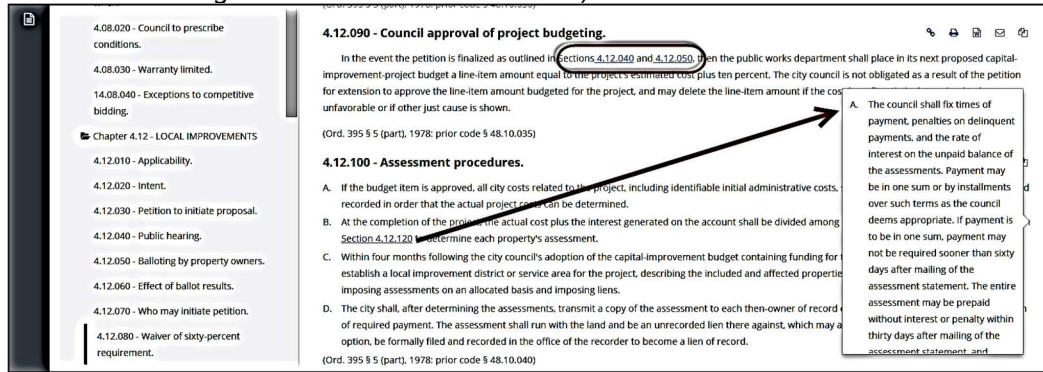 4.08.020 - Council to prescribe
conditions.
4.08.030 - Warranty limited.
14.08.040 - Exceptions to competitive
bidding.
Chapter 4.12 - LOCAL IMPROVEMENTS
4.12.010 - Applicability.
4.12.020 - Intent.
4.12.030 - Petition to initiate proposal.
4.12.040 - Public hearing.
4.12.050 - Balloting by property owners.
4.12.060 - Effect of ballot results.
4.12.070 - Who may initiate petition.
4.12.080 - Waiver of sixty-percent
requirement.
4.12.090 - Council approval of project budgeting.
In the event the petition is finalized as outlined in Sections 4.12.040 and 4.12.050, then the public works department shall place in its next proposed capital-
improvement-project budget a line-item amount equal to the project's estimated cost plus ten percent. The city council is not obligated as a result of the petition
for extension to approve the line-item amount budgeted for the project, and may delete the line-item amount if the cost
unfavorable or if other just cause is shown.
(Ord. 395 § 5 (part), 1978: prior code § 48.10.035)
4.12.100 - Assessment procedures.
A. If the budget item is approved, all city costs related to the project, including identifiable initial administrative costs,
recorded in order that the actual project costs can be determined.
B. At the completion of the project, the actual cost plus the interest generated on the account shall be divided among
Section 4.12.120 to determine each property's assessment.
C. Within four months following the city council's adoption of the capital-improvement budget containing funding for
establish a local improvement district or service area for the project, describing the included and affected propertie
imposing assessments on an allocated basis and imposing liens.
D. The city shall, after determining the assessments, transmit a copy of the assessment to each then-owner of record
of required payment. The assessment shall run with the land and be an unrecorded lien there against, which may a
option, be formally filed and recorded in the office of the recorder to become a lien of record.
(Ord. 395 § 5 (part), 1978: prior code § 48.10.040)
A. The council shall fix times of
payment, penalties on delinquent
payments, and the rate of
interest on the unpaid balance of
the assessments. Payment may
be in one sum or by installments
over such terms as the council
deems appropriate. If payment is
to be in one sum, payment may
not be required sooner than sixty
days after mailing of the
assessment statement. The entire
assessment may be prepaid
without interest or penalty within
thirty days after mailing of the
assessment statement, and